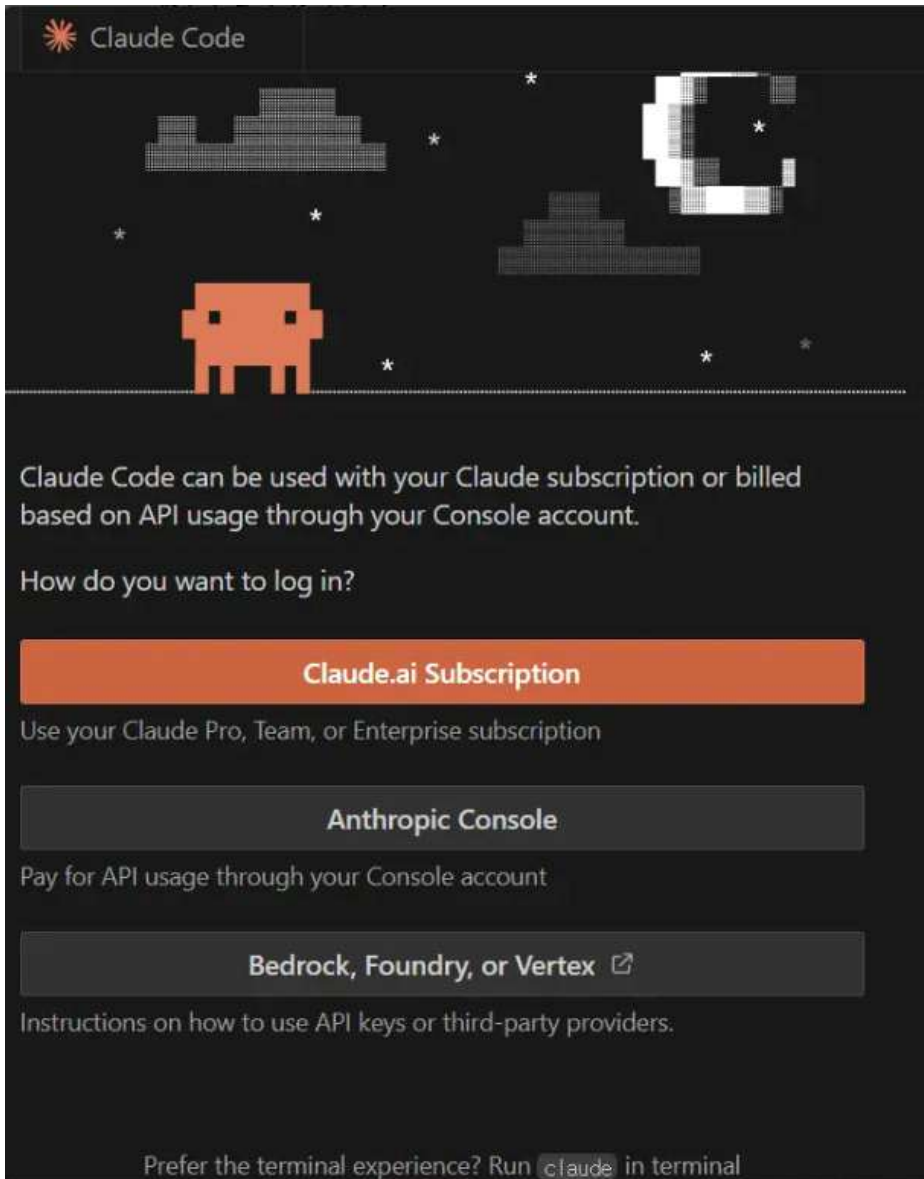 Claude Code
Claude Code can be used with your Claude subscription or billed
based on API usage through your Console account.
How do you want to log in?
Claude.ai Subscription
Use your Claude Pro, Team, or Enterprise subscription
Anthropic Console
Pay for API usage through your Console account
Bedrock, Foundry, or Vertex
Instructions on how to use API keys or third-party providers.
Prefer the terminal experience? Run claude in terminal